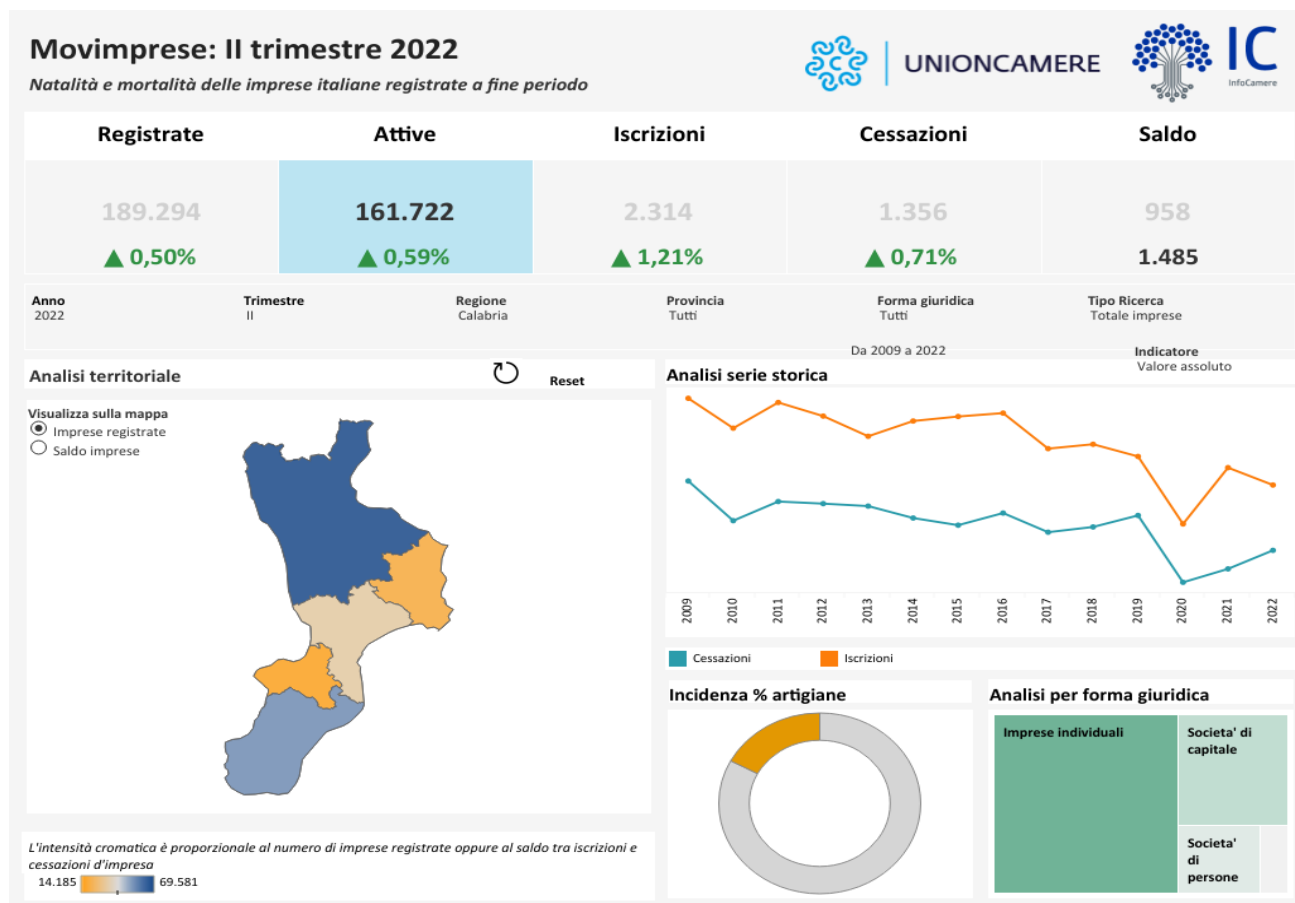 Movimprese: II trimestre 2022
Natalità e mortalità delle imprese italiane registrate a fine periodo
UNIONCAMERE
IC
InfoCamere
Registrate Attive Iscrizioni Cessazioni Saldo
189.294 161.722 2.314 1.356 958
▲ 0,50% ▲ 0,59% ▲ 1,21% ▲ 0,71% 1.485
Anno Trimestre Regione Provincia Forma giuridica Tipo Ricerca
2022 II Calabria Tutti Tutti Totale imprese
Da 2009 a 2022 Indicatore
Valore assoluto
Analisi territoriale Reset
Visualizza sulla mappa
Imprese registrate
Saldo imprese
L'intensità cromatica è proporzionale al numero di imprese registrate oppure al saldo tra iscrizioni e
cessazioni d'impresa
14.185 69.581
Analisi serie storica
2009 2010 2011 2012 2013 2014 2015 2016 2017 2018 2019 2020 2021 2022
Cessazioni Iscrizioni
Incidenza % artigiane
Analisi per forma giuridica
Imprese individuali
Societa' di
capitale
Societa'
di
persone